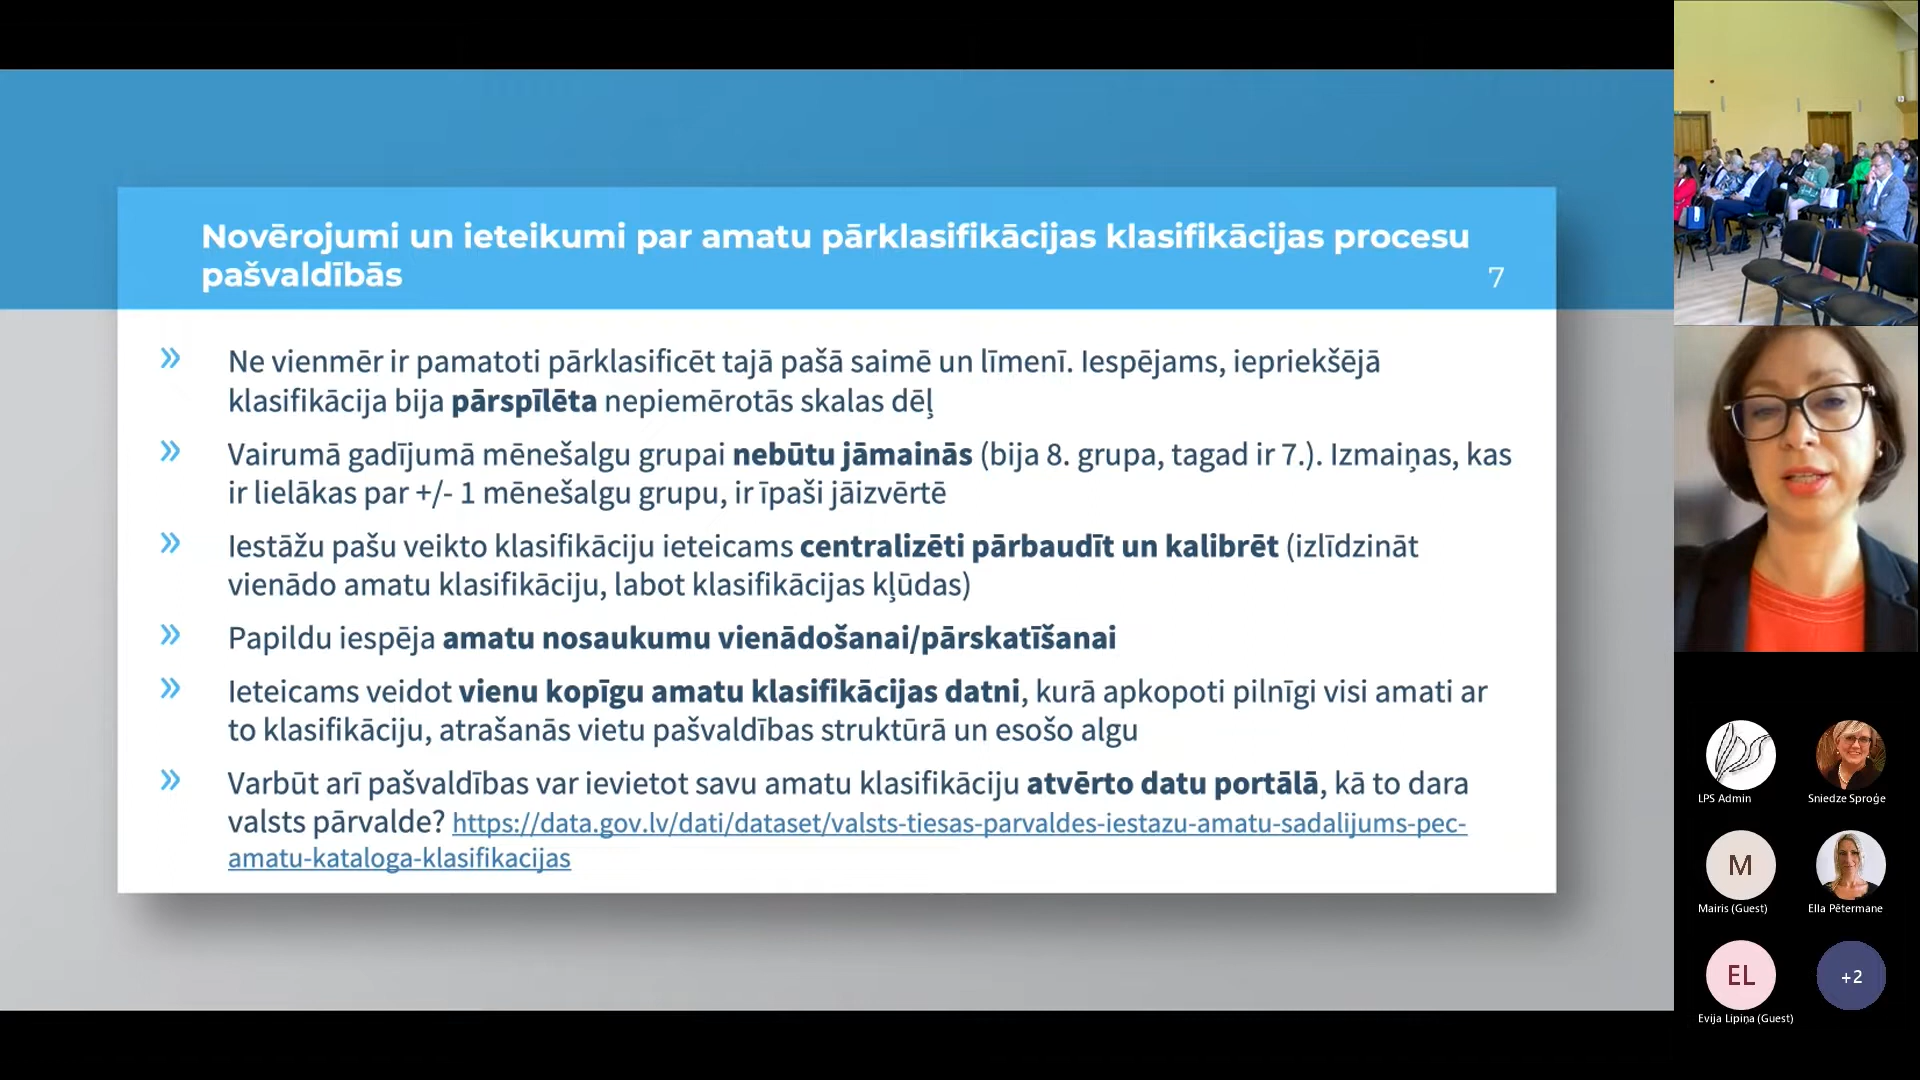 Novērojumi un ieteikumi par amatu pārklasifikācijas klasifikācijas procesu
pašvaldībās
7
» Ne vienmēr ir pamatoti pārklasificēt tajā pašā saimē un līmenī. Iespējams, iepriekšējā
klasifikācija bija pārspīlēta nepiemērotās skalas dēļ
» Vairumā gadījumā mēnešalgu grupai nebūtu jāmainās (bija 8. grupa, tagad ir 7.). Izmaiņas, kas
ir lielākas par +/- 1 mēnešalgu grupu, ir īpaši jāizvērtē
» Iestāžu pašu veikto klasifikāciju ieteicams centralizēti pārbaudīt un kalibrēt (izlīdzināt
vienādo amatu klasifikāciju, labot klasifikācijas kļūdas)
» Papildu iespēja amatu nosaukumu vienādošanai/pārskatīšanai
» Ieteicams veidot vienu kopīgu amatu klasifikācijas datni, kurā apkopoti pilnīgi visi amati ar
to klasifikāciju, atrašanās vietu pašvaldības struktūrā un esošo algu
» Varbūt arī pašvaldības var ievietot savu amatu klasifikāciju atvērto datu portālā, kā to dara
valsts pārvalde? https://data.gov.lv/dati/dataset/valsts-tiesas-parvaldes-iestazu-amatu-sadalijums-pec-
amatu-kataloga-klasifikacijas
LPS Admin
Sniedze Sproģe
M
Mairis (Guest)
Ella Pētermane
EL
Evija Lipiņa (Guest)
+2